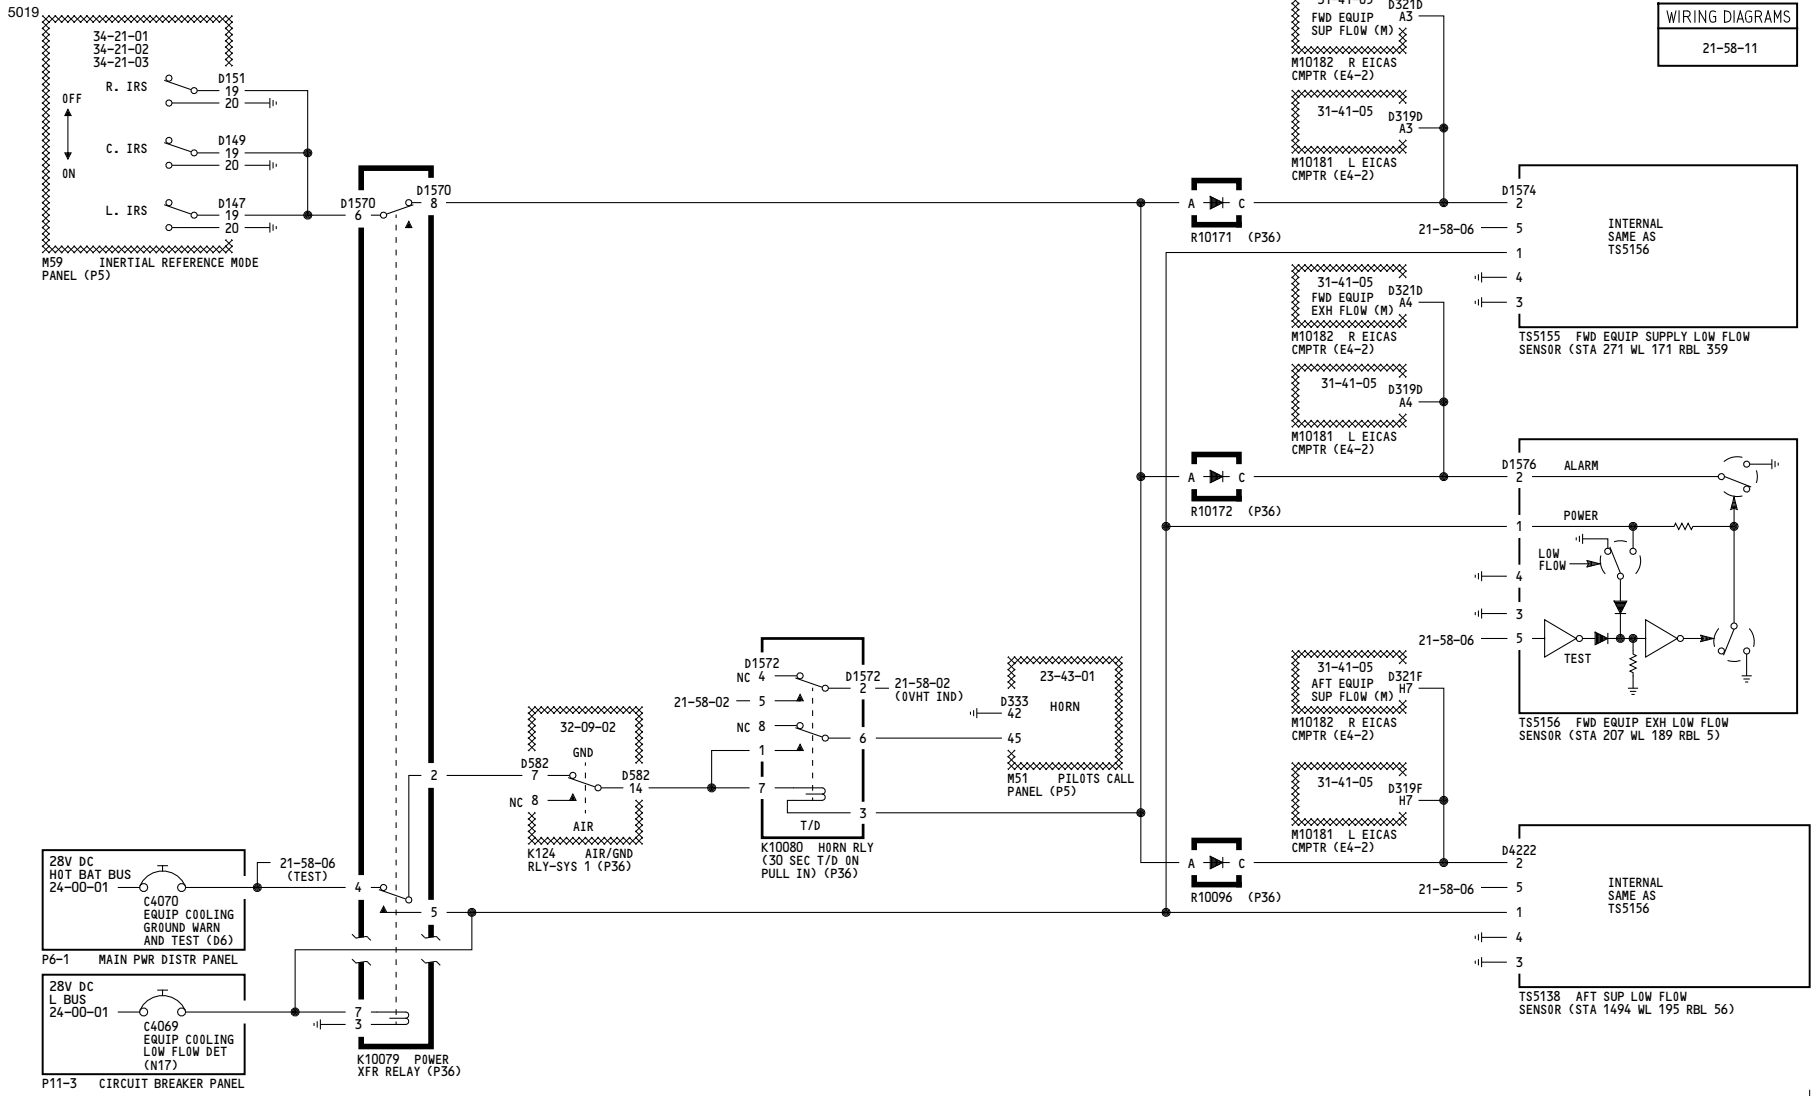 5019
WIRING DIAGRAMS
21-58-11
34-21-01
34-21-02
34-21-03
OFF
ON
R. IRS
D151
19
20
C. IRS
D149
19
20
L. IRS
D147
19
20
M59 INERTIAL REFERENCE MODE
PANEL (P5)
D1570
6
D1570
8
31-41-05
D321D
FWD EQUIP
A3
SUP FLOW (M)
M10182 R EICAS
CMPTR (E4-2)
31-41-05
D319D
A3
M10181 L EICAS
CMPTR (E4-2)
A C
R10171 (P36)
D1574
2
21-58-06 5
1
4
3
INTERNAL
SAME AS
TS5156
TS5155 FWD EQUIP SUPPLY LOW FLOW
SENSOR (STA 271 WL 171 RBL 359
31-41-05
D321D
FWD EQUIP
A4
EXH FLOW (M)
M10182 R EICAS
CMPTR (E4-2)
31-41-05
D319D
A4
M10181 L EICAS
CMPTR (E4-2)
A C
R10172 (P36)
D1576
2
ALARM
1
POWER
LOW
FLOW
4
3
21-58-06 5
TEST
TS5156 FWD EQUIP EXH LOW FLOW
SENSOR (STA 207 WL 189 RBL 5)
D1572
NC 4
D1572
2
21-58-02
(OVHT IND)
21-58-02 5
NC 8
6
1
7
3
T/D
K10080 HORN RLY
(30 SEC T/D ON
PULL IN) (P36)
23-43-01
D333
42
HORN
45
M51 PILOTS CALL
PANEL (P5)
32-09-02
GND
D582
7
D582
14
NC 8
AIR
K124 AIR/GND
RLY-SYS 1 (P36)
2
31-41-05
D321F
AFT EQUIP
H7
SUP FLOW (M)
M10182 R EICAS
CMPTR (E4-2)
31-41-05
D319F
H7
M10181 L EICAS
CMPTR (E4-2)
A C
R10096 (P36)
D4222
2
21-58-06 5
1
4
3
INTERNAL
SAME AS
TS5156
TS5138 AFT SUP LOW FLOW
SENSOR (STA 1494 WL 195 RBL 56)
28V DC
HOT BAT BUS
24-00-01
C4070
EQUIP COOLING
GROUND WARN
AND TEST (D6)
P6-1 MAIN PWR DISTR PANEL
21-58-06
(TEST)
4
5
28V DC
L BUS
24-00-01
C4069
EQUIP COOLING
LOW FLOW DET
(N17)
P11-3 CIRCUIT BREAKER PANEL
7
3
K10079 POWER
XFR RELAY (P36)